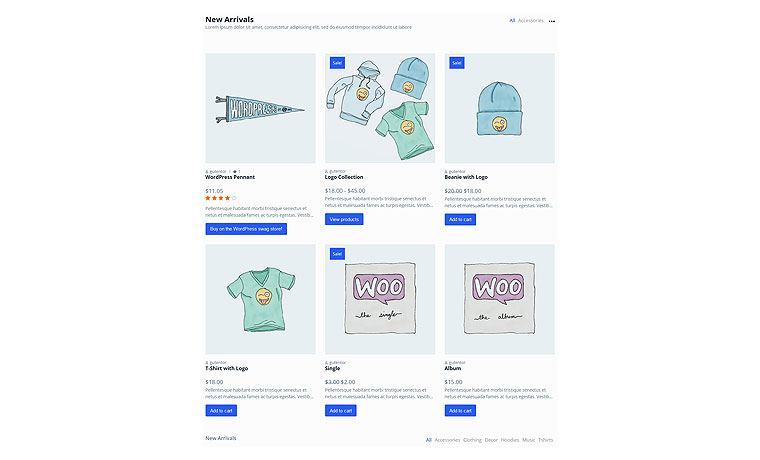 New Arrivals
All Accessories •••
Lorem ipsum dolor sit amet, consectetur adipisicing elit, sed do eiusmod tempor incididunt ut labore
WORDPRESS
Sale!
Sale!
gutentor | 1
WordPress Pennant
$11.05
Pellentesque habitant morbi tristique senectus et
netus et malesuada fames ac turpis egestas. Vestib...
Buy on the WordPress swag store!
gutentor
Logo Collection
$18.00 - $45.00
Pellentesque habitant morbi tristique senectus et
netus et malesuada fames ac turpis egestas. Vestib...
View products
gutentor
Beanie with Logo
$20.00 $18.00
Pellentesque habitant morbi tristique senectus et
netus et malesuada fames ac turpis egestas. Vestib...
Add to cart
Sale!
WOO
the single
WOO
the album
gutentor
T-Shirt with Logo
$18.00
Pellentesque habitant morbi tristique senectus et
netus et malesuada fames ac turpis egestas. Vestib...
Add to cart
gutentor
Single
$3.00 $2.00
Pellentesque habitant morbi tristique senectus et
netus et malesuada fames ac turpis egestas. Vestib...
Add to cart
gutentor
Album
$15.00
Pellentesque habitant morbi tristique senectus et
netus et malesuada fames ac turpis egestas. Vestib...
Add to cart
New Arrivals
All Accessories Clothing Decor Hoodies Music Tshirts